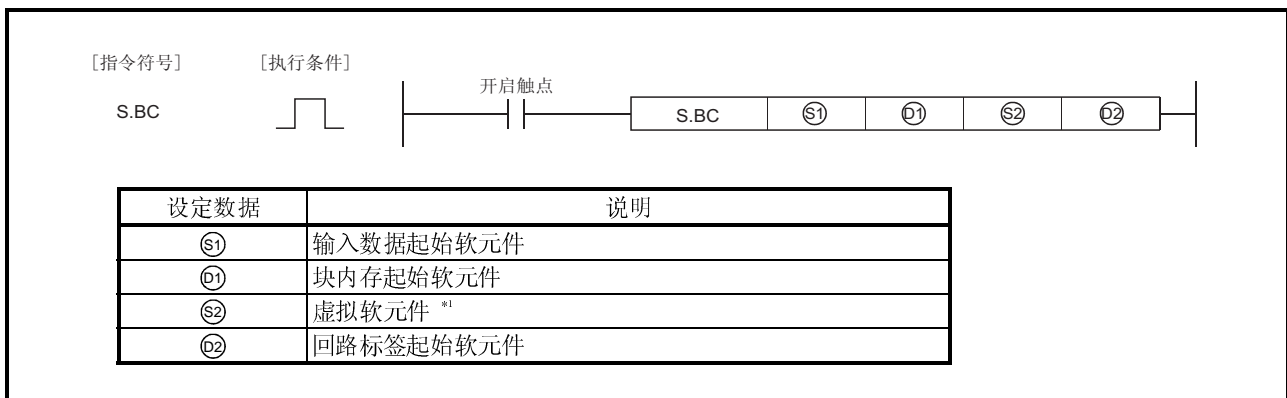 [指令符号] [执行条件]
开启触点
S.BC S.BC S1 D1 S2 D2
设定数据 说明
S1 输入数据起始软元件
D1 块内存起始软元件
S2 虚拟软元件 *1
D2 回路标签起始软元件